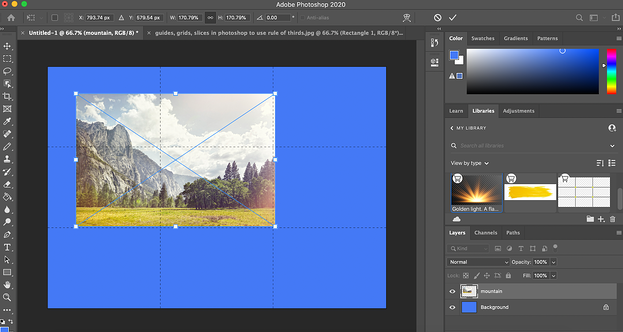 Adobe Photoshop 2020
X: 793.74 px Y: 579.54 px W: 170.79% H: 170.79% 0.00 Anti-alias
× Untitled-1 @ 66.7% (mountain, RGB/8) * × guides, grids, slices in photoshop to use rule of thirds.jpg @ 66.7% (Rectangle 1, RGB/8*)...
Color Swatches Gradients Patterns
Learn Libraries Adjustments
MY LIBRARY
Search all libraries
View by type
Golden light. A fla...
Layers Channels Paths
Kind
Normal Opacity: 100%
Lock: Fill: 100%
mountain
Background